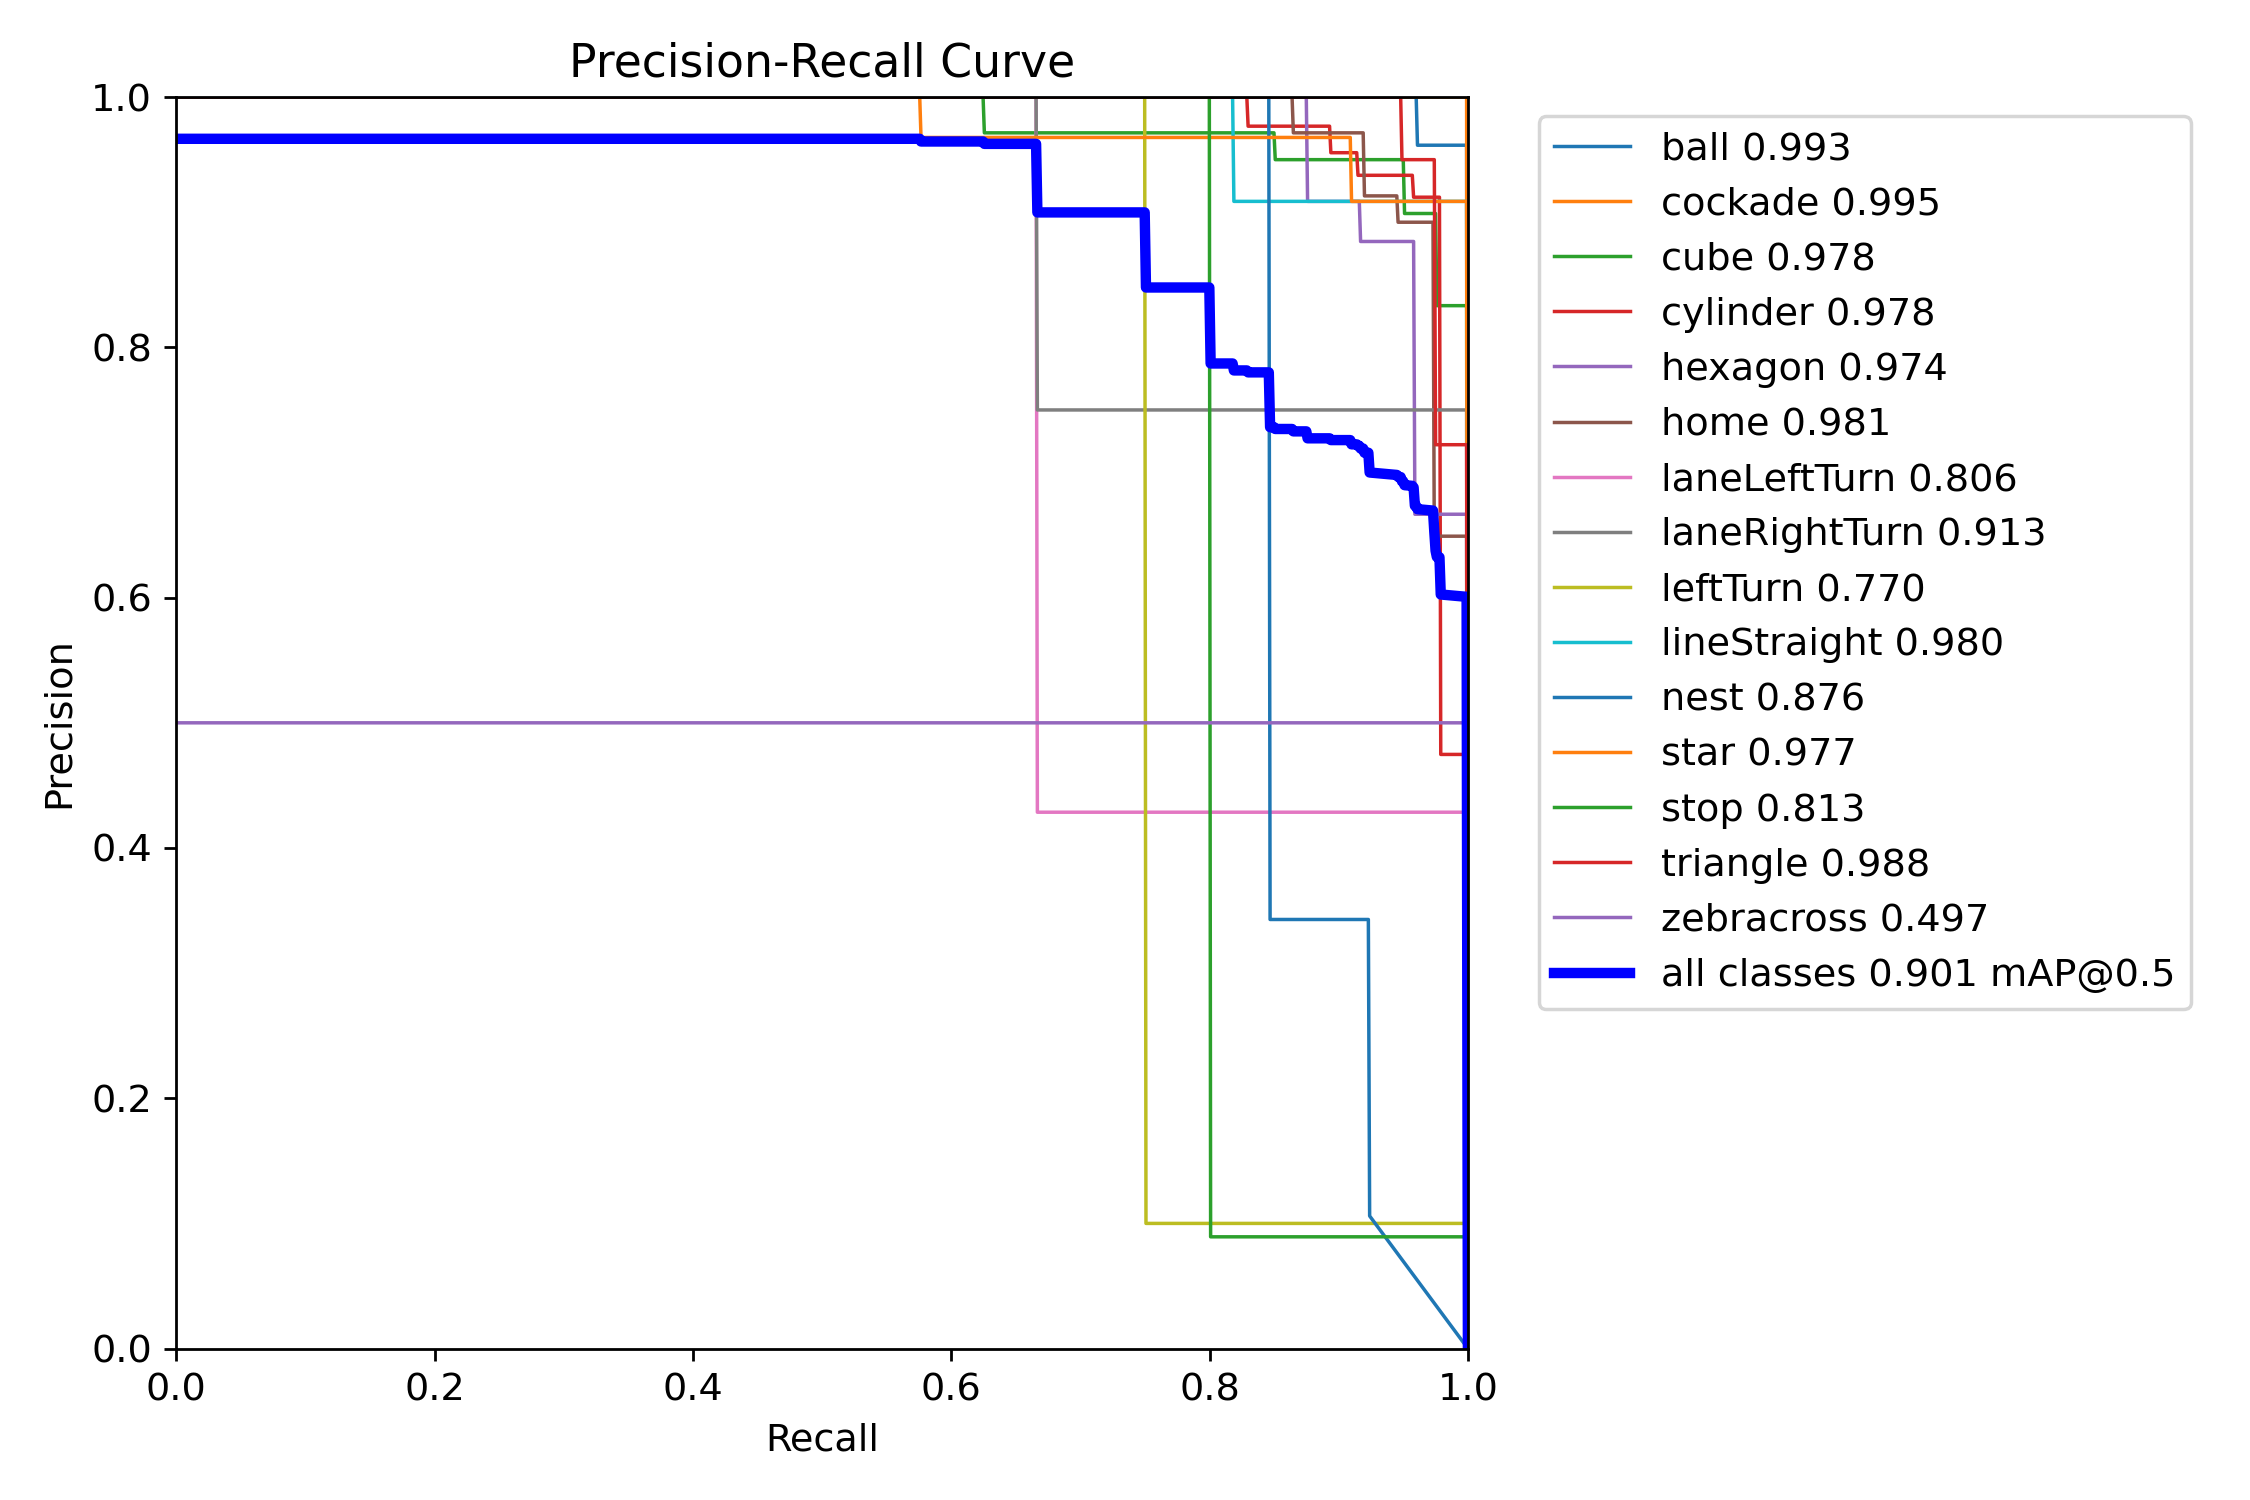 Precision-Recall Curve
1.0
0.8
0.6
0.4
0.2
0.0
Precision
0.0 0.2 0.4 0.6 0.8 1.0
Recall
ball 0.993
cockade 0.995
cube 0.978
cylinder 0.978
hexagon 0.974
home 0.981
laneLeftTurn 0.806
laneRightTurn 0.913
leftTurn 0.770
lineStraight 0.980
nest 0.876
star 0.977
stop 0.813
triangle 0.988
zebracross 0.497
all classes 0.901 mAP@0.5